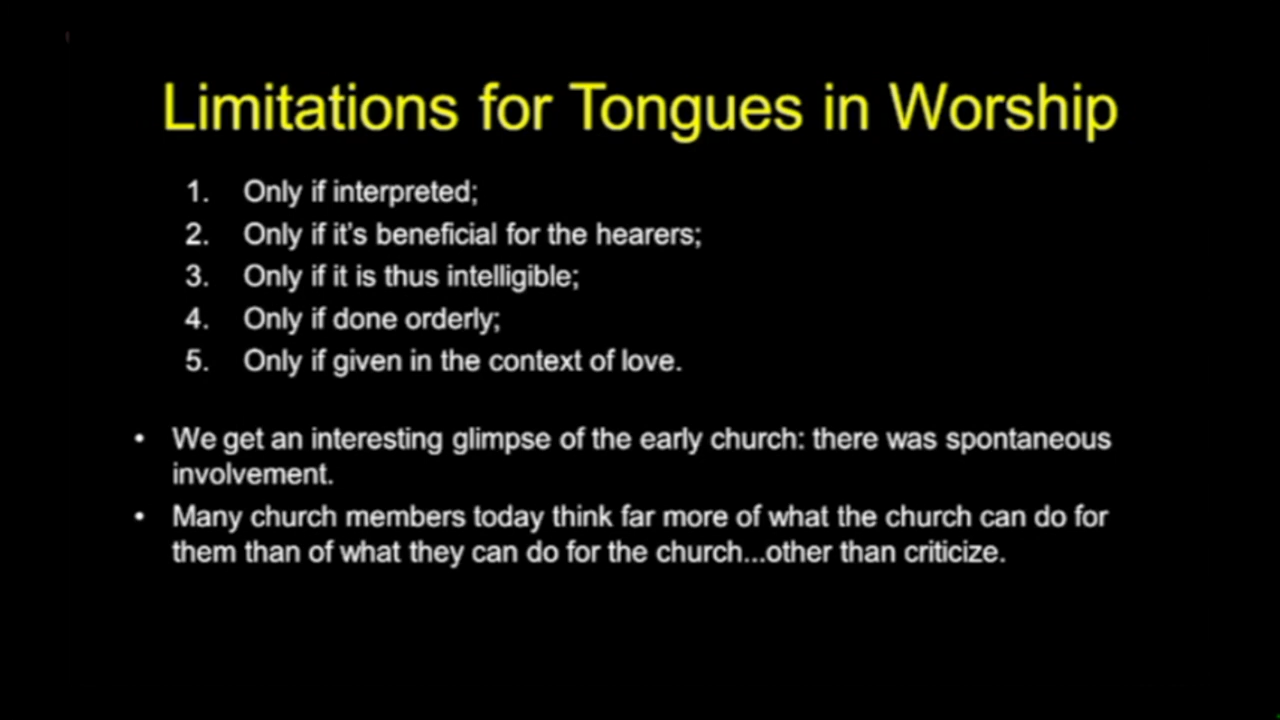 Limitations for Tongues in Worship
1. Only if interpreted;
2. Only if it's beneficial for the hearers;
3. Only if it is thus intelligible;
4. Only if done orderly;
5. Only if given in the context of love.
• We get an interesting glimpse of the early church: there was spontaneous
involvement.
• Many church members today think far more of what the church can do for
them than of what they can do for the church...other than criticize.